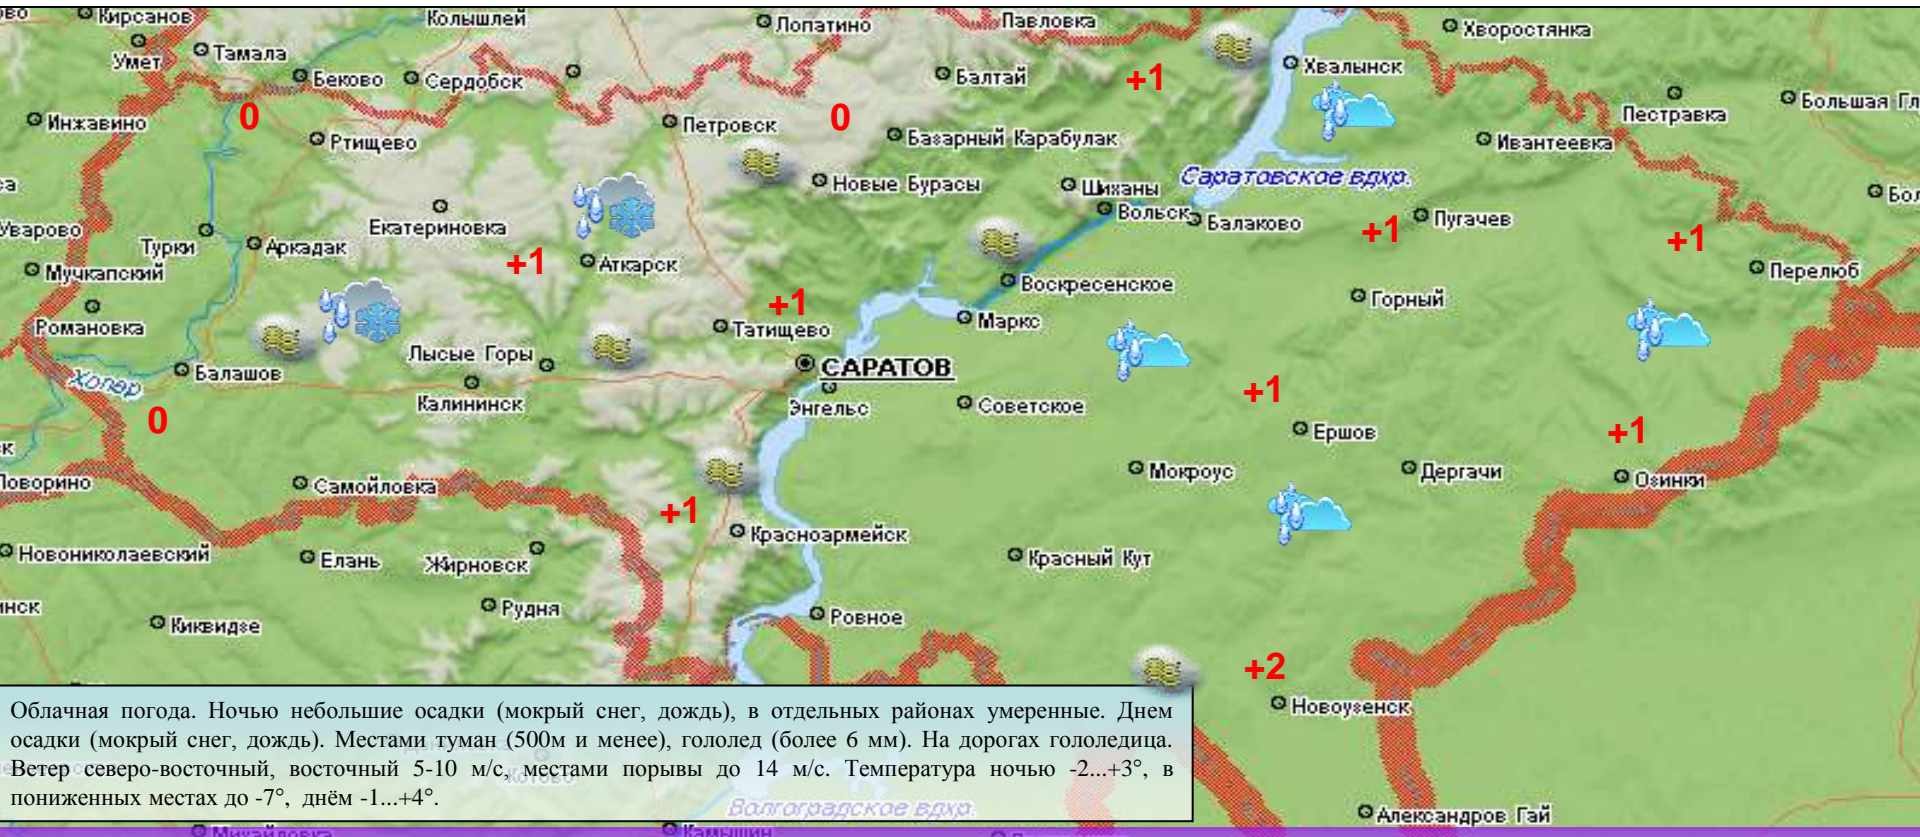 Кирсанов
Колышлей
Лопатино
Павловка
Хворостянка
Умет
Тамала
Беково
Сердобск
Балтай
+1
Хвалынск
Инжавино
0
Ртищево
Петровск
0
Базарный Карабулак
Ивантеевка
Пестравка
Большая Гл
Новые Бурасы
Шиханы
Саратовское вдхр.
Уварово
Турки
Аркадак
Екатериновка
Вольск
Балаково
+1
Пугачев
+1
Бол
Мучкапский
+1
Аткарск
Воскресенское
Перелюб
Романовка
+1
Татищево
Маркс
Горный
Хопер
Балашов
Лысые Горы
САРАТОВ
Калининск
Энгельс
Советское
+1
0
Ершов
+1
Поворино
Самойловка
Мокроус
Дергачи
Озинки
+1
Новониколаевский
Елань
Жирновск
Красноармейск
Красный Кут
Рудня
Киквидзе
Ровное
+2
Новоузенск
Облачная погода. Ночью небольшие осадки (мокрый снег, дождь), в отдельных районах умеренные. Днем
осадки (мокрый снег, дождь). Местами туман (500м и менее), гололед (более 6 мм). На дорогах гололедица.
Ветер северо-восточный, восточный 5-10 м/с, местами порывы до 14 м/с. Температура ночью -2...+3°, в
пониженных местах до -7°, днём -1...+4°.
Котово
Волгоградское вдхр.
Александров Гай
Михайловка
Камышин